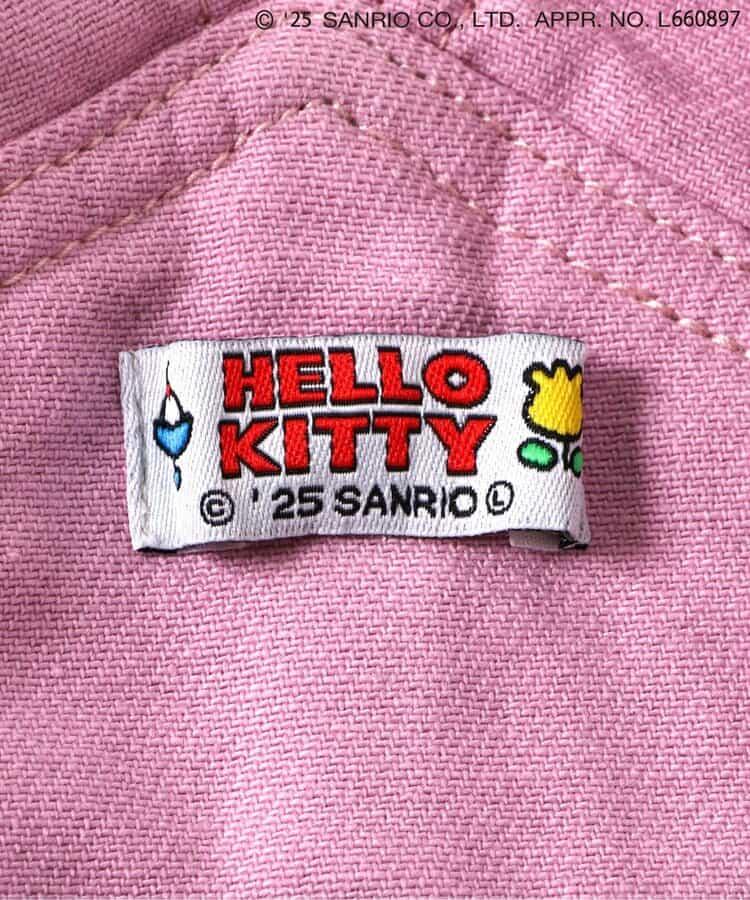 © '25 SANRIO CO., LTD. APPR. NO. L660897
HELLO
KITTY
© '25 SANRIO Ⓛ